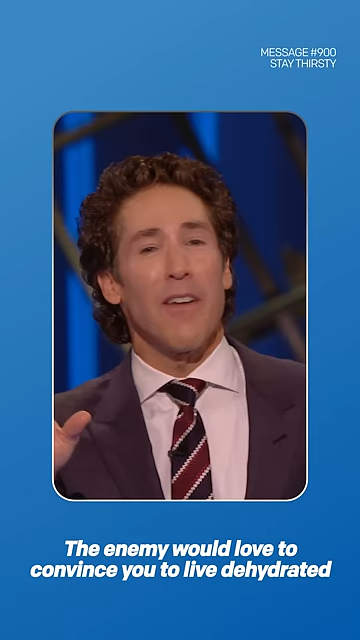 MESSAGE #900
STAY THIRSTY
The enemy would love to
convince you to live dehydrated